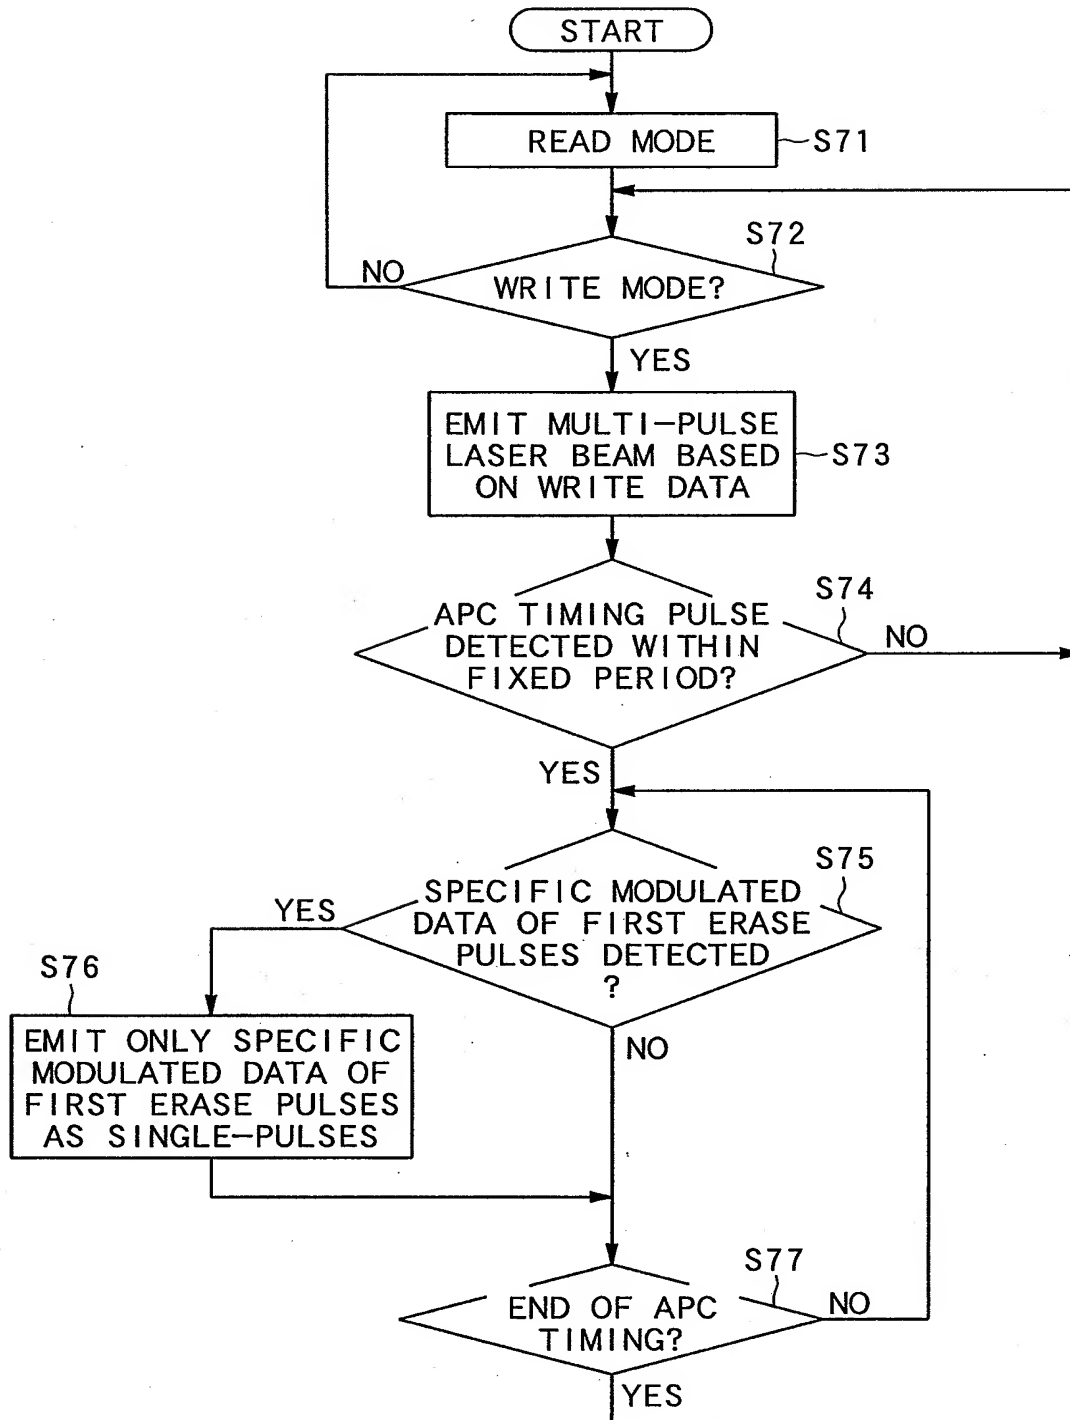 START
READ MODE
S71
S72
NO
WRITE MODE?
YES
EMIT MULTI-PULSE
LASER BEAM BASED
ON WRITE DATA
S73
S74
APC TIMING PULSE
DETECTED WITHIN
FIXED PERIOD?
NO
YES
S75
SPECIFIC MODULATED
DATA OF FIRST ERASE
PULSES DETECTED
?
YES
S76
EMIT ONLY SPECIFIC
MODULATED DATA OF
FIRST ERASE PULSES
AS SINGLE-PULSES
NO
S77
END OF APC
TIMING?
NO
YES